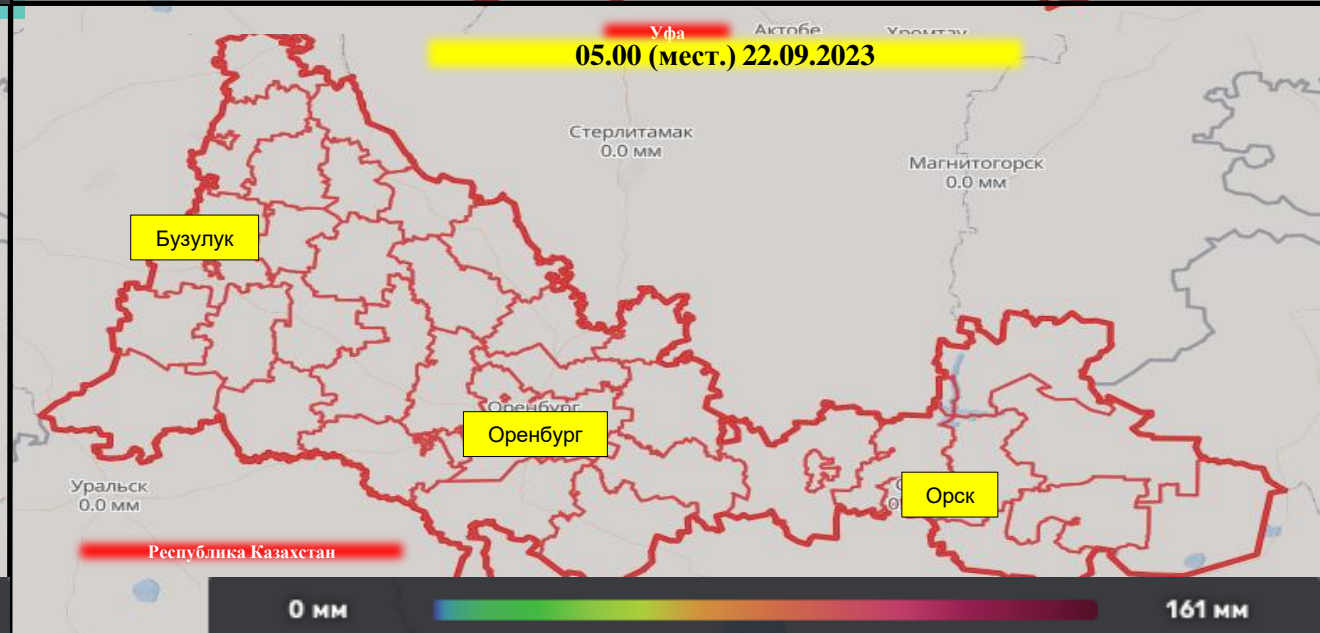 Уфа
Актобе
Хромтау
05.00 (мест.) 22.09.2023
Стерлитамак
0.0 мм
Магнитогорск
0.0 мм
Бузулук
Оренбург
Оренбург
Орск
Уральск
0.0 мм
Республика Казахстан
0 мм
161 мм